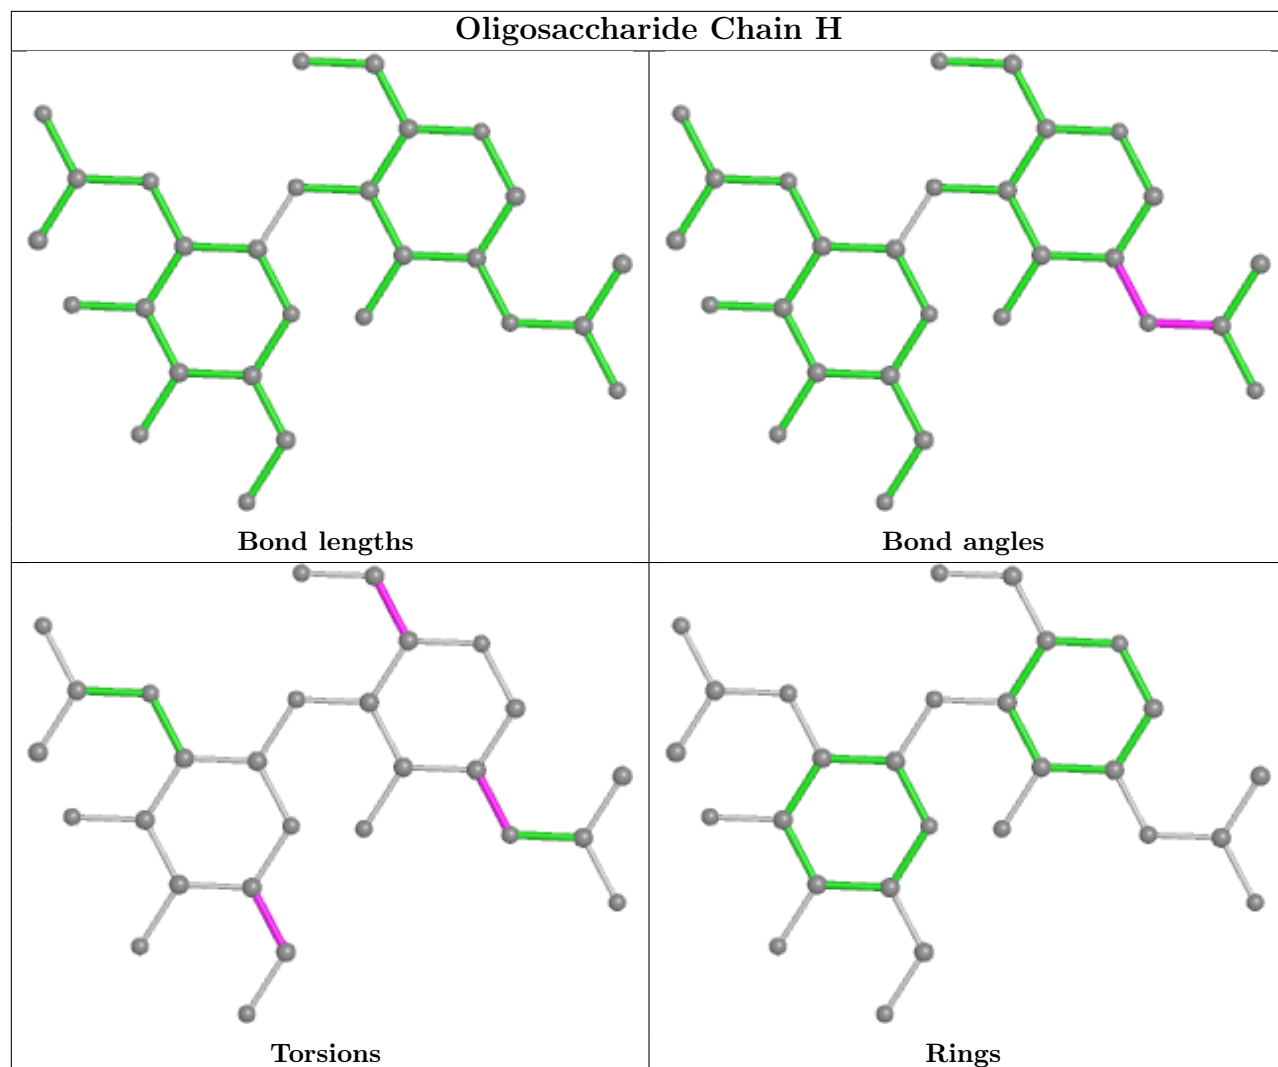 Oligosaccharide Chain H
Bond lengths
Bond angles
Torsions
Rings